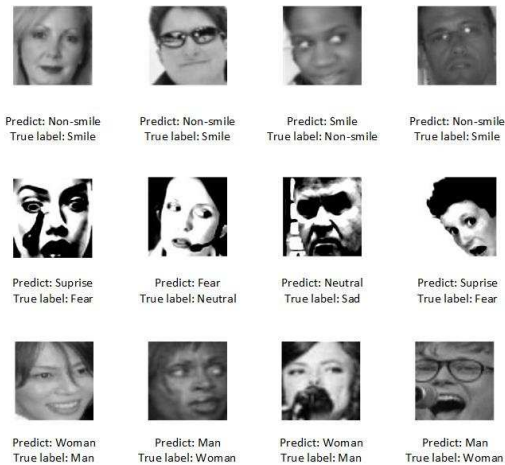 Predict: Non-smile
True label: Smile
Predict: Non-smile
True label: Smile
Predict: Smile
True label: Non-smile
Predict: Non-smile
True label: Smile
Predict: Suprise
True label: Fear
Predict: Fear
True label: Neutral
Predict: Neutral
True label: Sad
Predict: Suprise
True label: Fear
Predict: Woman
True label: Man
Predict: Man
True label: Woman
Predict: Woman
True label: Man
Predict: Man
True label: Woman